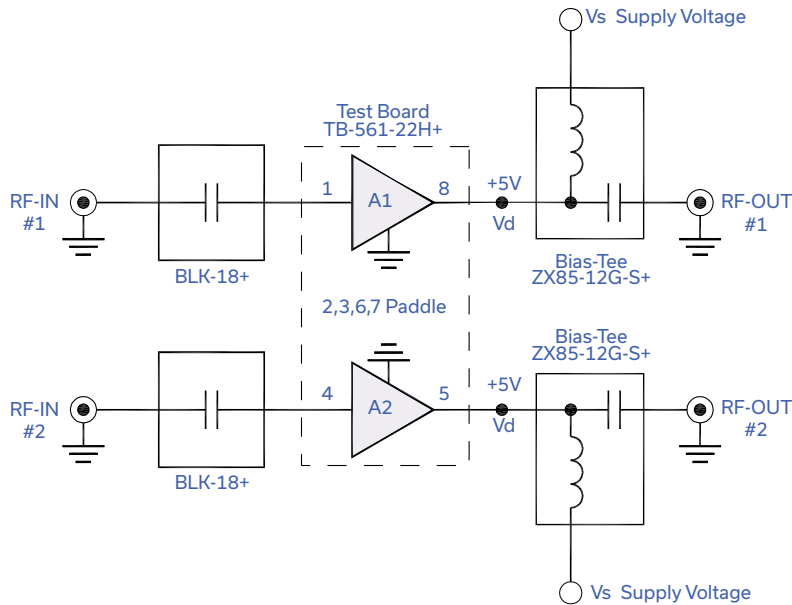 Vs Supply Voltage
Test Board
TB-561-22H+
RF-IN
#1
1
A1
8
+5V
Vd
RF-OUT
#1
BLK-18+
Bias-Tee
ZX85-12G-S+
2,3,6,7 Paddle
Bias-Tee
ZX85-12G-S+
RF-IN
#2
4
A2
5
+5V
Vd
RF-OUT
#2
BLK-18+
Vs Supply Voltage